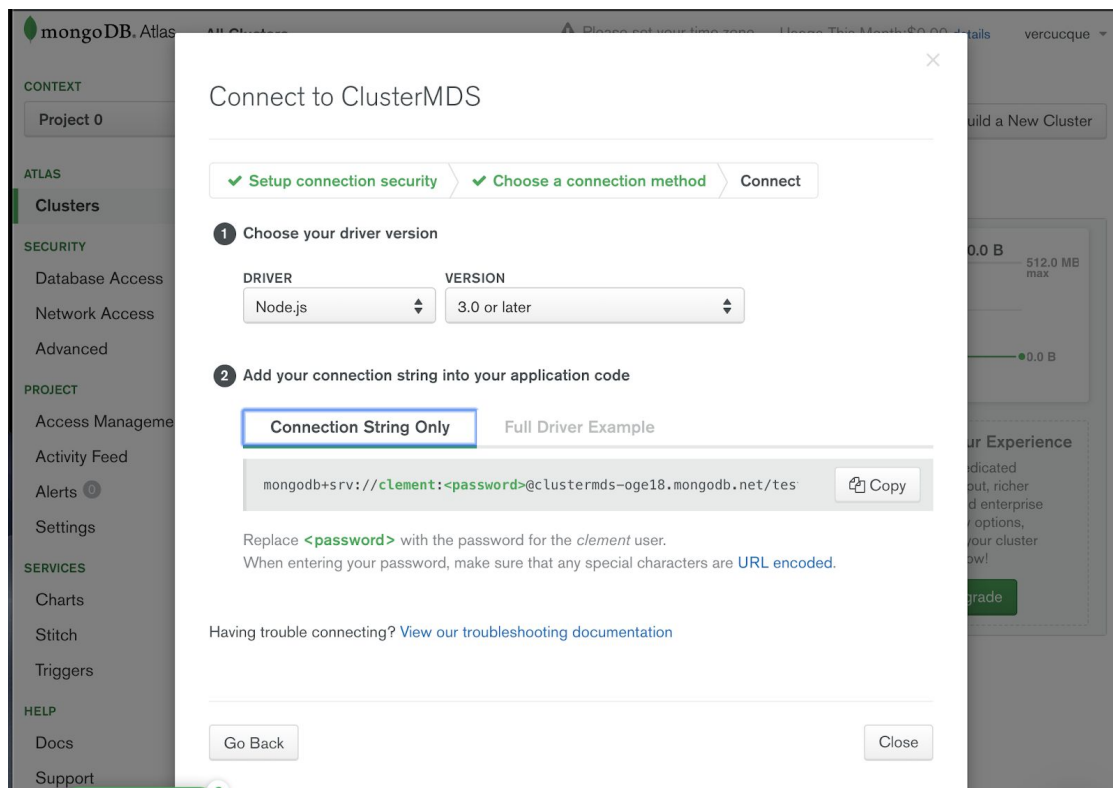 mongoDB. Atlas All Clusters Please set your time zone Usage This Month:$0.00 details vercucque
CONTEXT
Project 0
ATLAS
Clusters
SECURITY
Database Access
Network Access
Advanced
PROJECT
Access Manageme
Activity Feed
Alerts 0
Settings
SERVICES
Charts
Stitch
Triggers
HELP
Docs
Support
Connect to ClusterMDS
Setup connection security Choose a connection method Connect
1 Choose your driver version
DRIVER VERSION
Node.js 3.0 or later
2 Add your connection string into your application code
Connection String Only Full Driver Example
mongodb+srv://clement:<password>@clustermds-oge18.mongodb.net/tes Copy
Replace <password> with the password for the clement user.
When entering your password, make sure that any special characters are URL encoded.
Having trouble connecting? View our troubleshooting documentation
Go Back Close
uild a New Cluster
0.0 B
512.0 MB
max
0.0 B
ur Experience
edicated
out, richer
d enterprise
options,
your cluster
ow!
grade